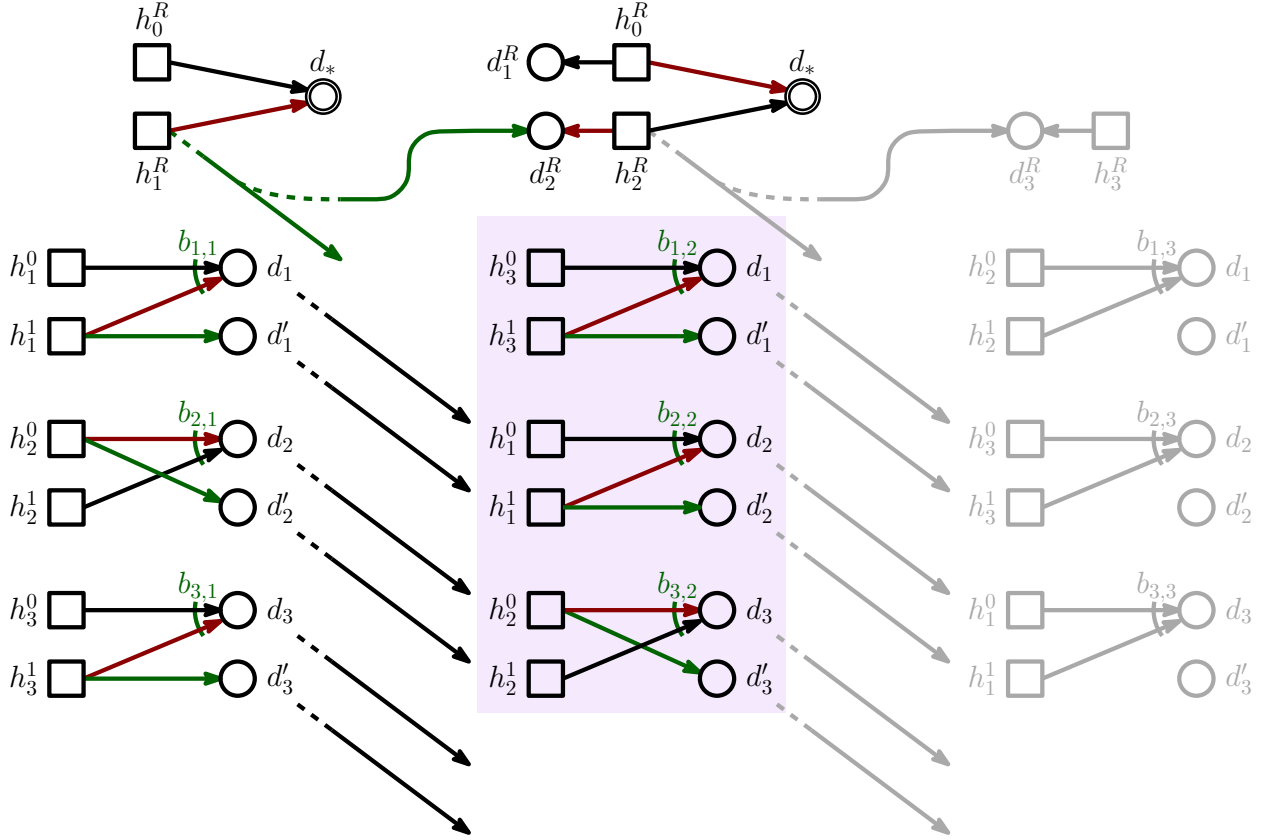 h_0^R h_0^R
d_* d_1^R d_*
h_1^R d_2^R h_2^R d_3^R h_3^R
b_{1,1} b_{1,2} b_{1,3}
h_1^0 d_1 h_3^0 d_1 h_2^0 d_1
h_1^1 d'_1 h_3^1 d'_1 h_2^1 d'_1
b_{2,1} b_{2,2} b_{2,3}
h_2^0 d_2 h_1^0 d_2 h_3^0 d_2
h_2^1 d'_2 h_1^1 d'_2 h_3^1 d'_2
b_{3,1} b_{3,2} b_{3,3}
h_3^0 d_3 h_2^0 d_3 h_1^0 d_3
h_3^1 d'_3 h_2^1 d'_3 h_1^1 d'_3